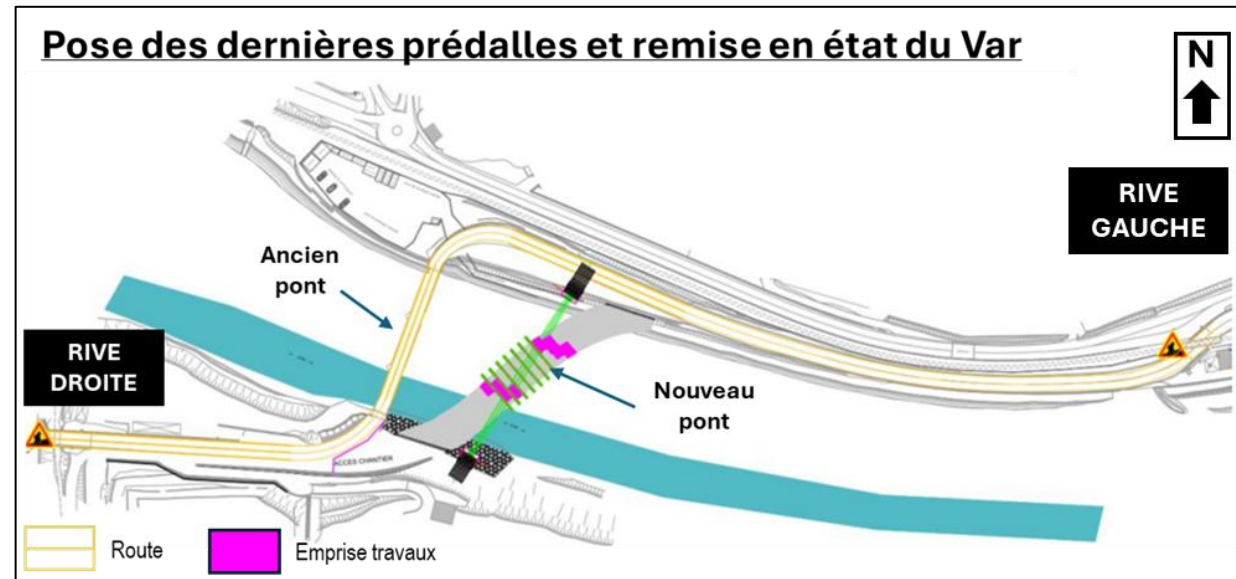 Pose des dernières prédalles et remise en état du Var
N
RIVE
GAUCHE
Ancien
pont
RIVE
DROITE
Nouveau
pont
ACCES CHANTIER
Route
Emprise travaux